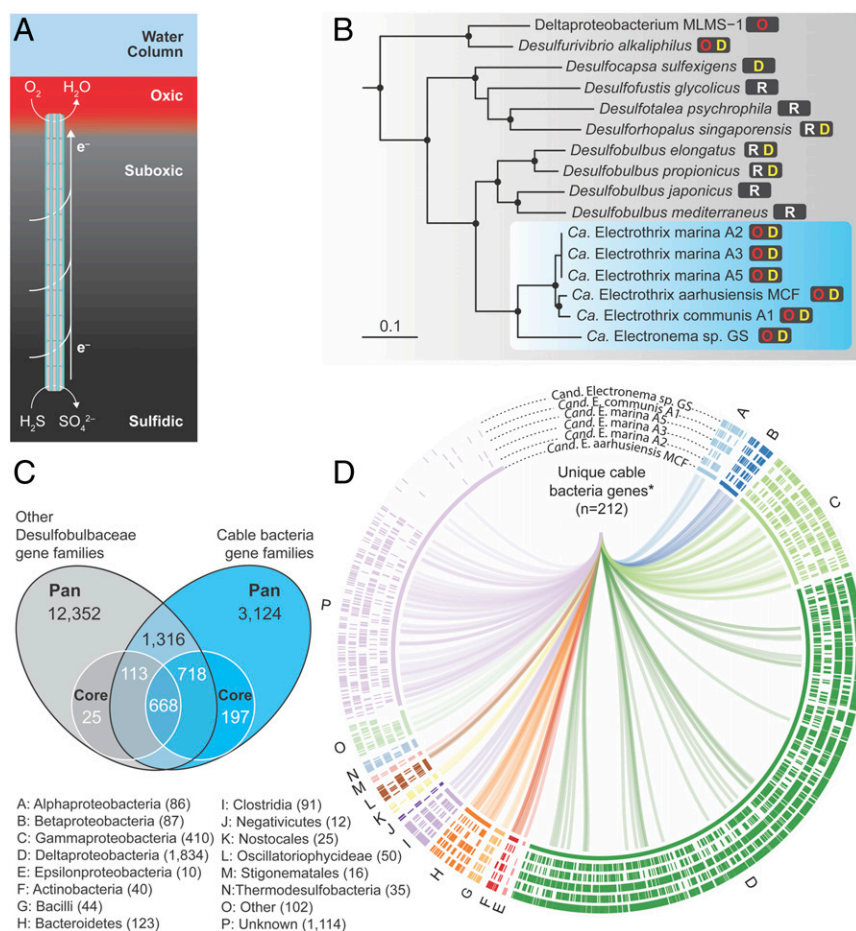 A
Water
Column
O₂
H₂O
Oxic
e⁻
Suboxic
e⁻
H₂S
SO₄²⁻
Sulfidic
B
Deltaproteobacterium MLMS−1 O
Desulfurivibrio alkaliphilus O D
Desulfocapsa sulfexigens D
Desulfofustis glycolicus R
Desulfotalea psychrophila R
Desulforhopalus singaporensis R D
Desulfobulbus elongatus R D
Desulfobulbus propionicus R D
Desulfobulbus japonicus R
Desulfobulbus mediterraneus R
Ca. Electrothrix marina A2 O D
Ca. Electrothrix marina A3 O D
Ca. Electrothrix marina A5 O D
Ca. Electrothrix aarhusiensis MCF O D
Ca. Electrothrix communis A1 O D
Ca. Electronema sp. GS O D
0.1
C
Other
Desulfobulbaceae
gene families
Cable bacteria
gene families
Pan
12,352
Pan
3,124
1,316
113
718
Core
25
668
Core
197
A: Alphaproteobacteria (86)
B: Betaproteobacteria (87)
C: Gammaproteobacteria (410)
D: Deltaproteobacteria (1,834)
E: Epsilonproteobacteria (10)
F: Actinobacteria (40)
G: Bacilli (44)
H: Bacteroidetes (123)
I: Clostridia (91)
J: Negativicutes (12)
K: Nostocales (25)
L: Oscillatoriophycideae (50)
M: Stigonematales (16)
N:Thermodesulfobacteria (35)
O: Other (102)
P: Unknown (1,114)
D
Cand. Electronema sp. GS
Cand. E. communis A1
Cand. E. marina A5
Cand. E. marina A3
Cand. E. marina A2
Cand. E. aarhusiensis MCF
Unique cable
bacteria genes*
(n=212)
A
B
C
D
E
F
G
H
I
J
K
L
M
N
O
P